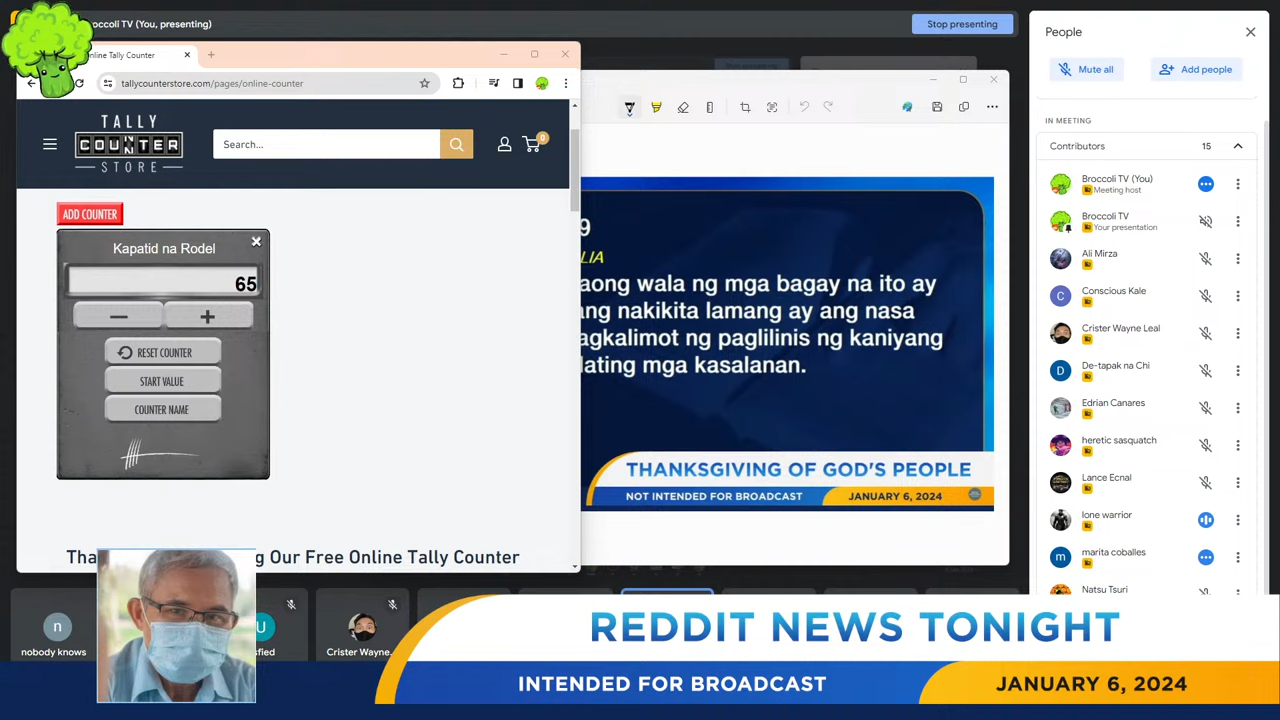 roccoli TV (You, presenting)
Stop presenting
nline Tally Counter
tallycounterstore.com/pages/online-counter
TALLY
COUNTER
STORE
Search...
0
ADD COUNTER
Kapatid na Rodel
65
RESET COUNTER
START VALUE
COUNTER NAME
g Our Free Online Tally Counter
9
LIA
aong wala ng mga bagay na ito ay
ang nakikita lamang ay ang nasa
agkalimot ng paglilinis ng kaniyang
lating mga kasalanan.
THANKSGIVING OF GOD'S PEOPLE
NOT INTENDED FOR BROADCAST
JANUARY 6, 2024
People
Mute all
Add people
IN MEETING
Contributors
15
Broccoli TV (You)
Meeting host
Broccoli TV
Your presentation
Ali Mirza
C
Conscious Kale
Crister Wayne Leal
D
De-tapak na Chi
Edrian Canares
heretic sasquatch
Lance Ecnal
lone warrior
m
marita coballes
Natsu Tsuri
n
nobody knows
U
sfied
Crister Wayne...
REDDIT NEWS TONIGHT
INTENDED FOR BROADCAST
JANUARY 6, 2024